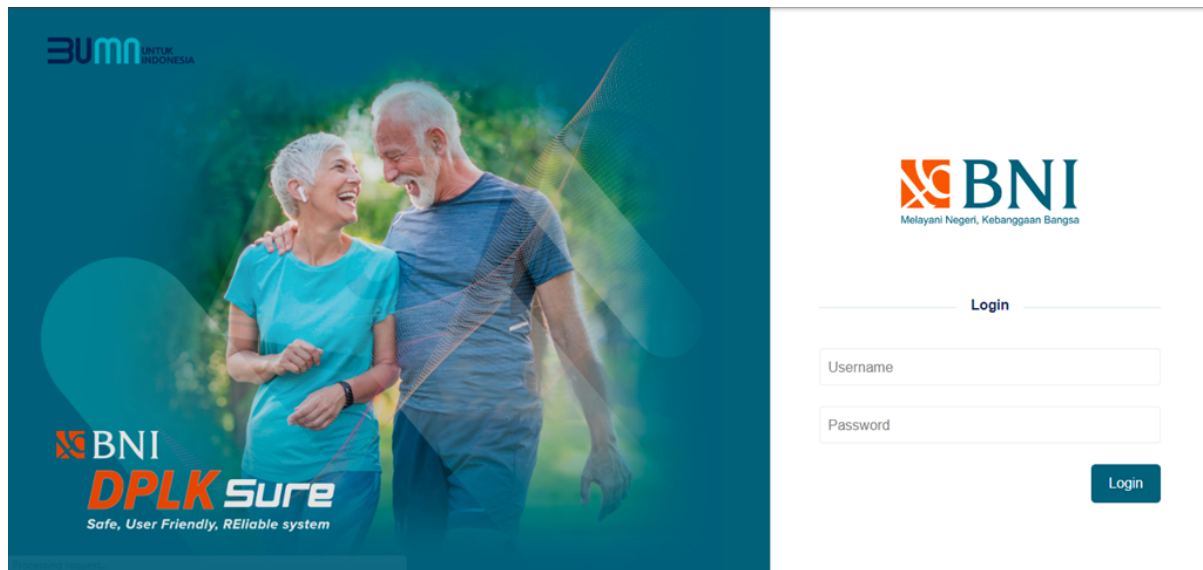 BUMN UNTUK
INDONESIA
BNI
DPLK Sure
Safe, User Friendly, REliable system
BNI
Melayani Negeri, Kebanggaan Bangsa
Login
Username
Password
Login